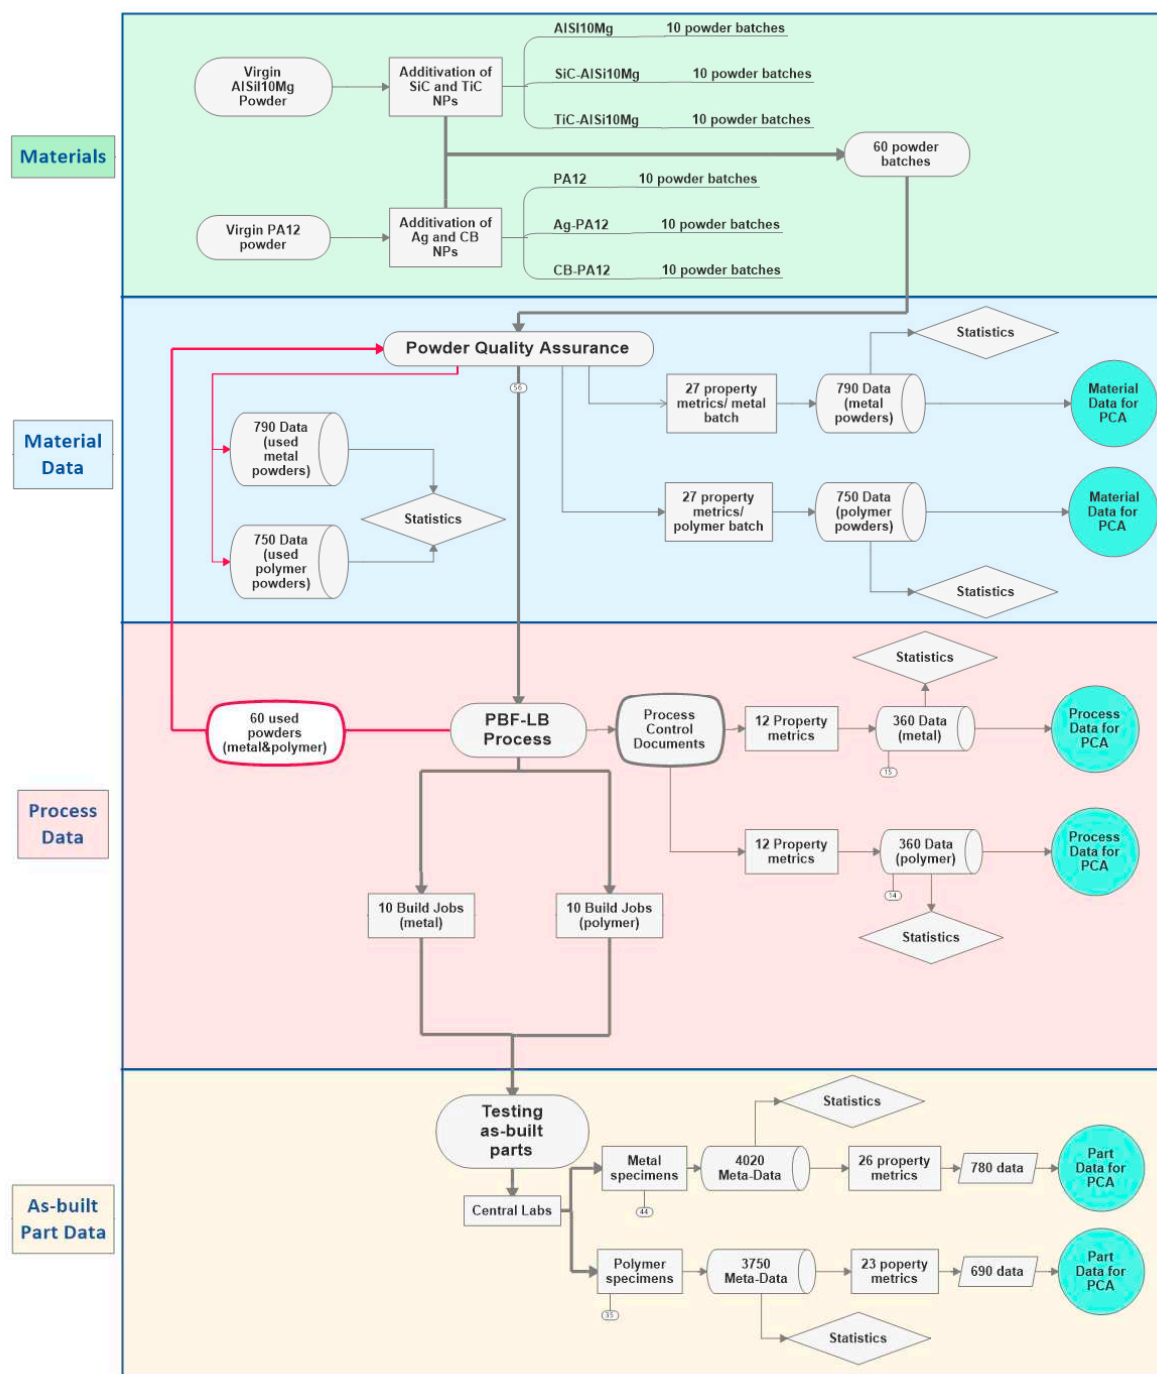 Materials
Virgin
AlSil10Mg
Powder
Additivation of
SiC and TiC
NPs
AlSI10Mg 10 powder batches
SiC-AlSi10Mg 10 powder batches
TiC-AlSi10Mg 10 powder batches
60 powder
batches
Virgin PA12
powder
Additivation of
Ag and CB
NPs
PA12 10 powder batches
Ag-PA12 10 powder batches
CB-PA12 10 powder batches
Material
Data
Powder Quality Assurance
56
790 Data
(used
metal
powders)
750 Data
(used
polymer
powders)
Statistics
27 property
metrics/ metal
batch
790 Data
(metal
powders)
Statistics
Material
Data for
PCA
27 property
metrics/
polymer batch
750 Data
(polymer
powders)
Material
Data for
PCA
Statistics
Process
Data
60 used
powders
(metal&polymer)
PBF-LB
Process
Process
Control
Documents
12 Property
metrics
360 Data
(metal)
15
Statistics
Process
Data for
PCA
12 Property
metrics
360 Data
(polymer)
14
Process
Data for
PCA
Statistics
10 Build Jobs
(metal)
10 Build Jobs
(polymer)
As-built
Part Data
Testing
as-built
parts
Central Labs
Metal
specimens
44
4020
Meta-Data
Statistics
26 property
metrics
780 data
Part
Data for
PCA
Polymer
specimens
35
3750
Meta-Data
23 poperty
metrics
690 data
Part
Data for
PCA
Statistics